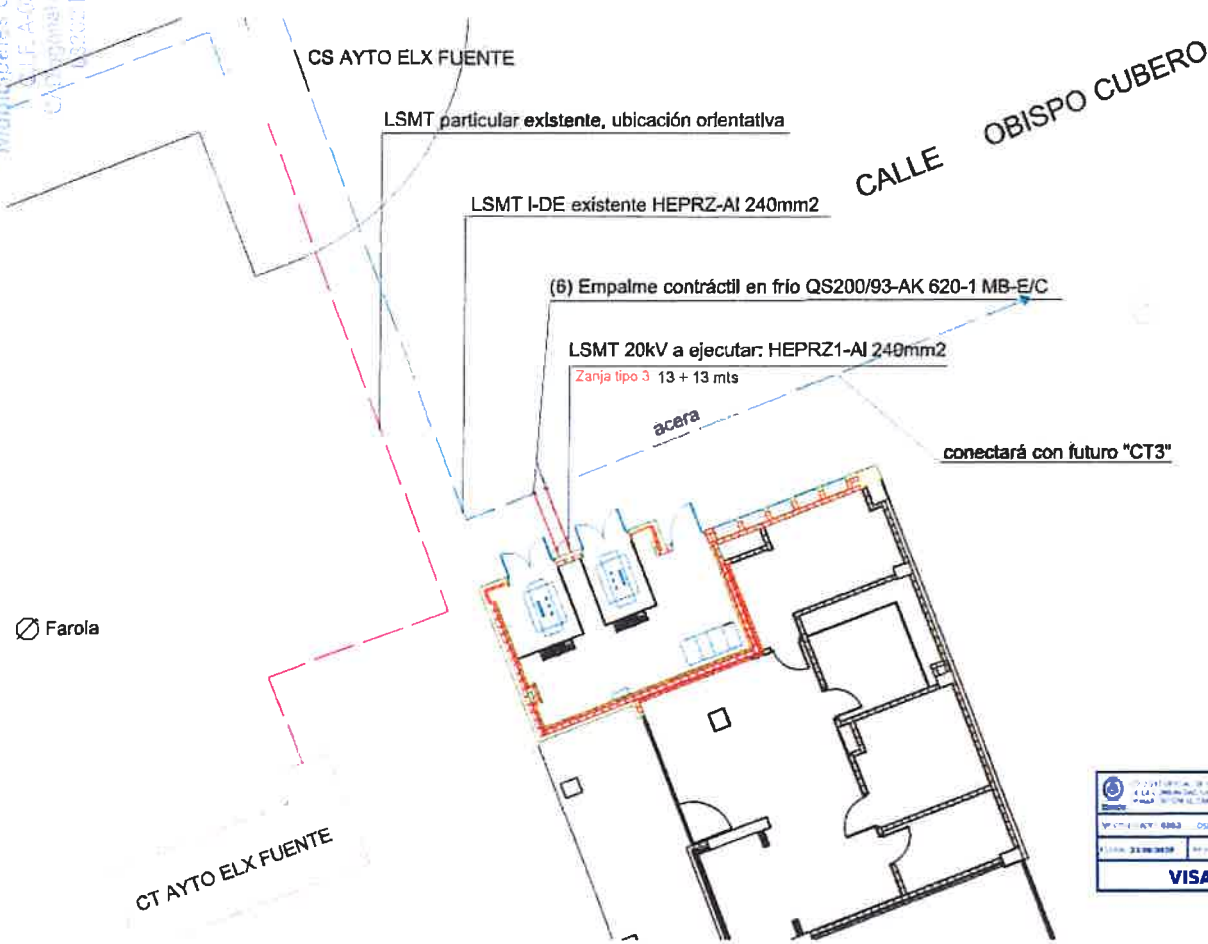 CS AYTO ELX FUENTE
LSMT particular existente, ubicación orientativa
CALLE OBISPO CUBERO
LSMT I-DE existente HEPRZ-Al 240mm2
(6) Empalme contráctil en frío QS200/93-AK 620-1 MB-E/C
LSMT 20kV a ejecutar: HEPRZ1-Al 240mm2
Zanja tipo 3 13 + 13 mts
acera
conectará con futuro "CT3"
Farola
CT AYTO ELX FUENTE
VISA